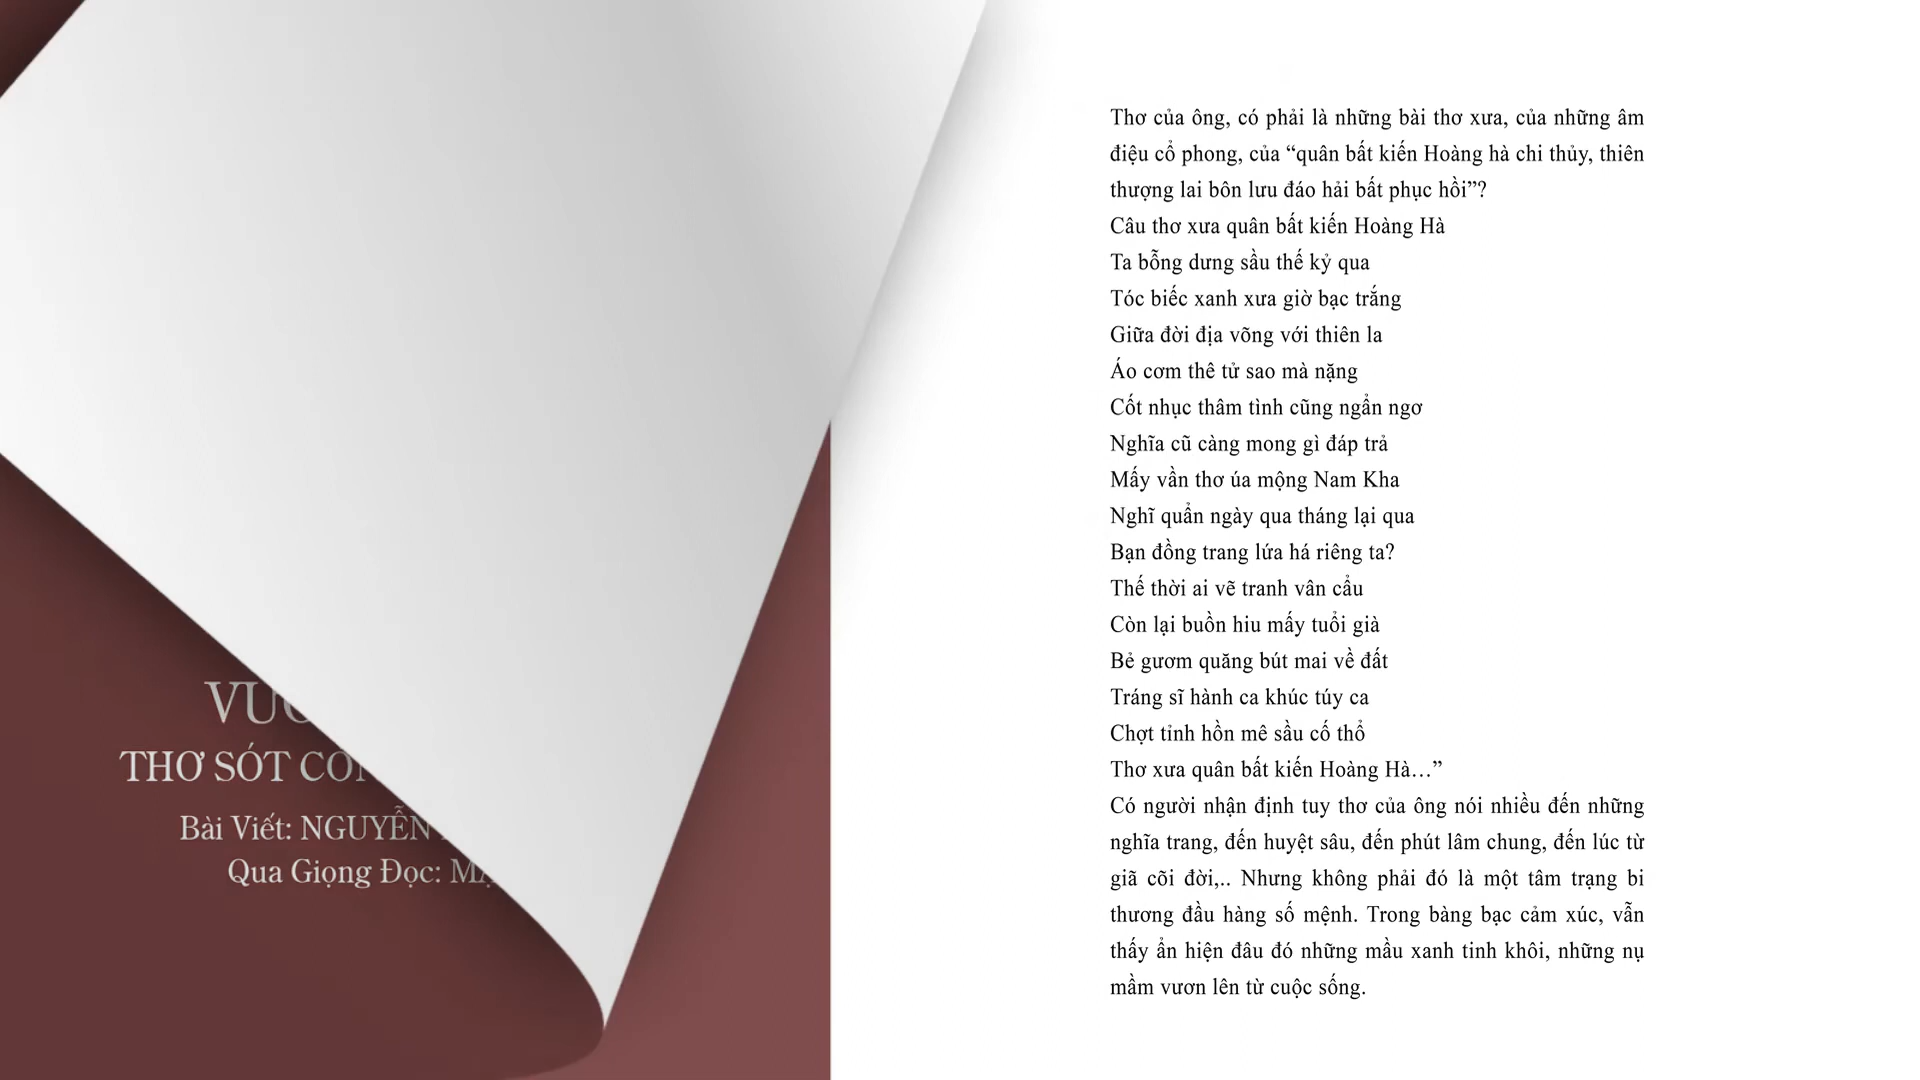 Thơ của ông, có phải là những bài thơ xưa, của những âm
điệu cổ phong, của “quân bất kiến Hoàng hà chi thủy, thiên
thượng lai bôn lưu đáo hải bất phục hồi”?
Câu thơ xưa quân bất kiến Hoàng Hà
Ta bỗng dưng sầu thế kỷ qua
Tóc biếc xanh xưa giờ bạc trắng
Giữa đời địa võng với thiên la
Áo cơm thê tử sao mà nặng
Cốt nhục thâm tình cũng ngẩn ngơ
Nghĩa cũ càng mong gì đáp trả
Mấy vần thơ úa mộng Nam Kha
Nghĩ quẩn ngày qua tháng lại qua
Bạn đồng trang lứa há riêng ta?
Thế thời ai vẽ tranh vân cẩu
Còn lại buồn hiu mấy tuổi già
Bẻ gươm quăng bút mai về đất
Tráng sĩ hành ca khúc túy ca
Chợt tỉnh hồn mê sầu cố thổ
Thơ xưa quân bất kiến Hoàng Hà…”
Có người nhận định tuy thơ của ông nói nhiều đến những
nghĩa trang, đến huyệt sâu, đến phút lâm chung, đến lúc từ
giã cõi đời,.. Nhưng không phải đó là một tâm trạng bi
thương đầu hàng số mệnh. Trong bàng bạc cảm xúc, vẫn
thấy ẩn hiện đâu đó những mầu xanh tinh khôi, những nụ
mầm vươn lên từ cuộc sống.
THƠ SÓT
Bài Viết: NGUYỄN
Qua Giọng Đọc: